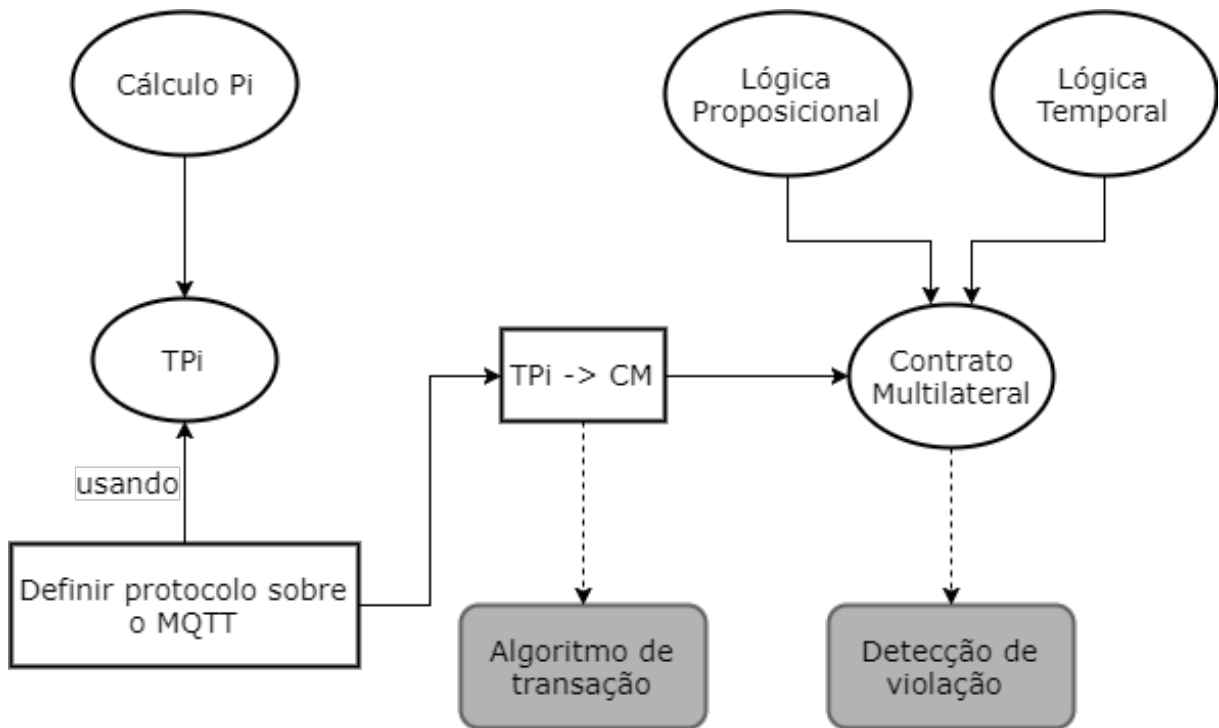 Cálculo Pi
Lógica
Proposicional
Lógica
Temporal
TPi
TPi -> CM
Contrato
Multilateral
usando
Definir protocolo sobre
o MQTT
Algoritmo de
transação
Detecção de
violação